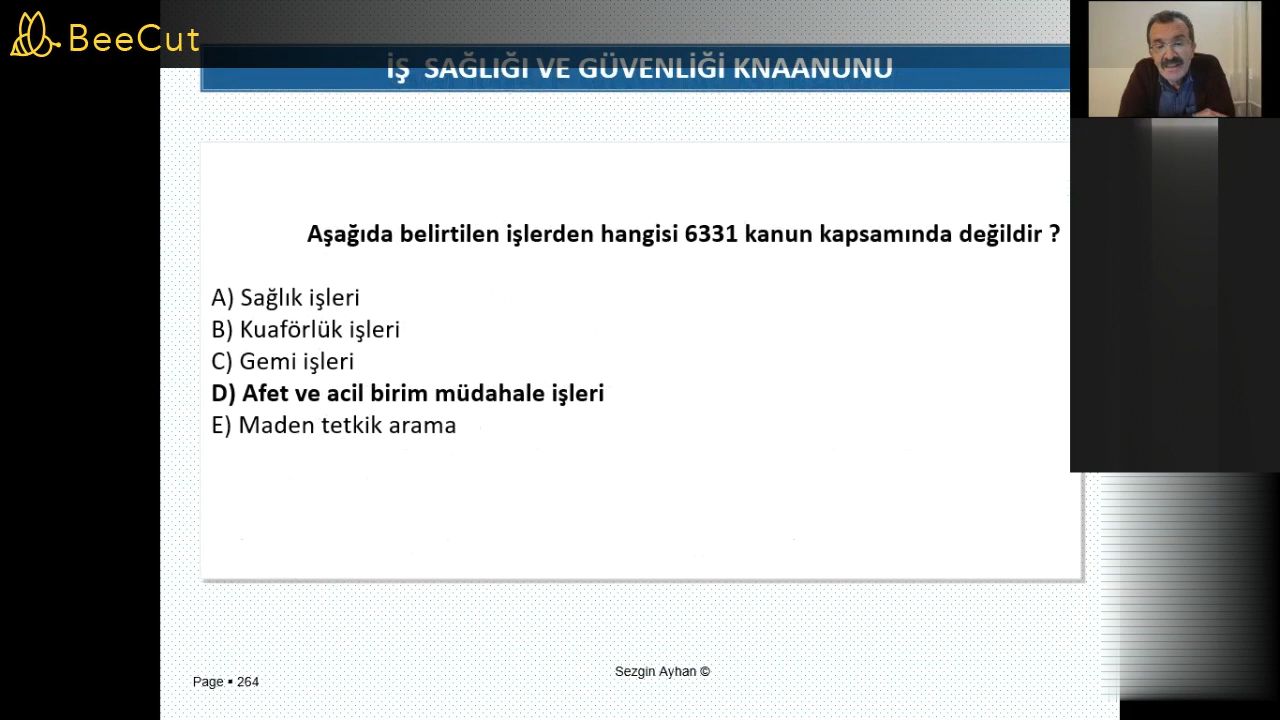 BeeCut
İŞ SAĞLIĞI VE GÜVENLİĞİ KNAANUNU
Aşağıda belirtilen işlerden hangisi 6331 kanun kapsamında değildir ?
A) Sağlık işleri
B) Kuaförlük işleri
C) Gemi işleri
D) Afet ve acil birim müdahale işleri
E) Maden tetkik arama
Sezgin Ayhan ©
Page ▪ 264